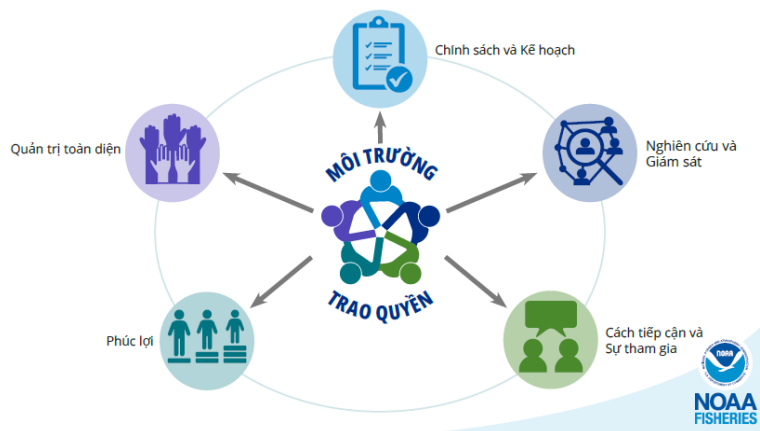 Chính sách và Kế hoạch
Quản trị toàn diện
Nghiên cứu và
Giám sát
MÔI TRƯỜNG
TRAO QUYỀN
Phúc lợi
Cách tiếp cận và
Sự tham gia
NOAA
NOAA
FISHERIES